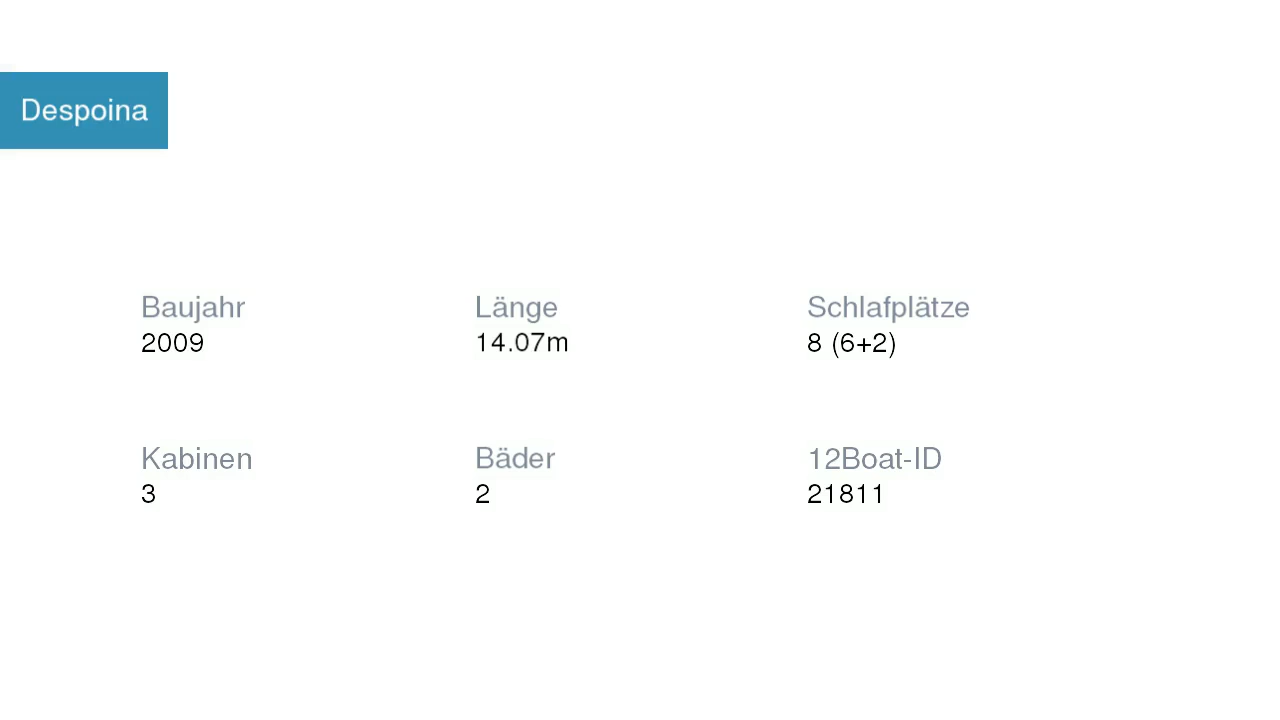 Despoina
Baujahr
2009
Länge
14.07m
Schlafplätze
8 (6+2)
Kabinen
3
Bäder
2
12Boat-ID
21811